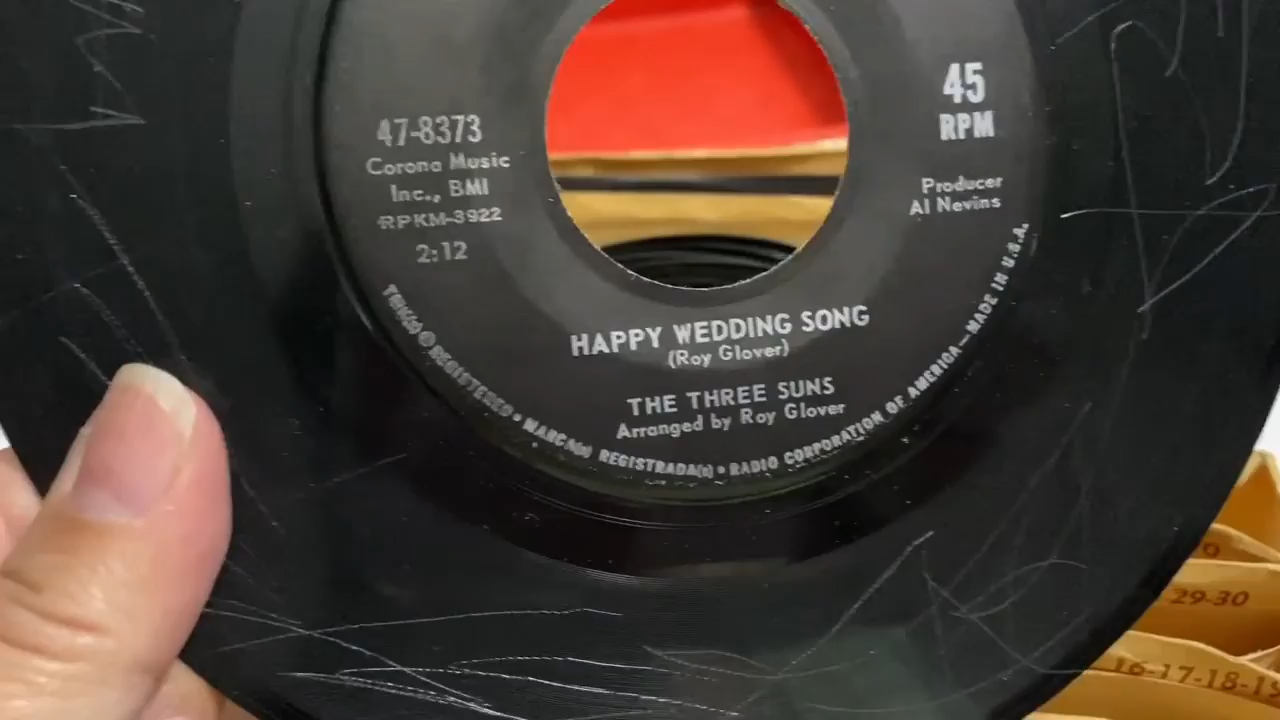 47-8373
Corona Music
Inc., BMI
RPKM-3922
2:12
45
RPM
Producer
Al Nevins
HAPPY WEDDING SONG
(Roy Glover)
THE THREE SUNS
Arranged by Roy Glover
TMK(s) ® REGISTERED • MARCA(s) REGISTRADA(s) • RADIO CORPORATION OF AMERICA—MADE IN U.S.A.
29-30
16-17-18-19